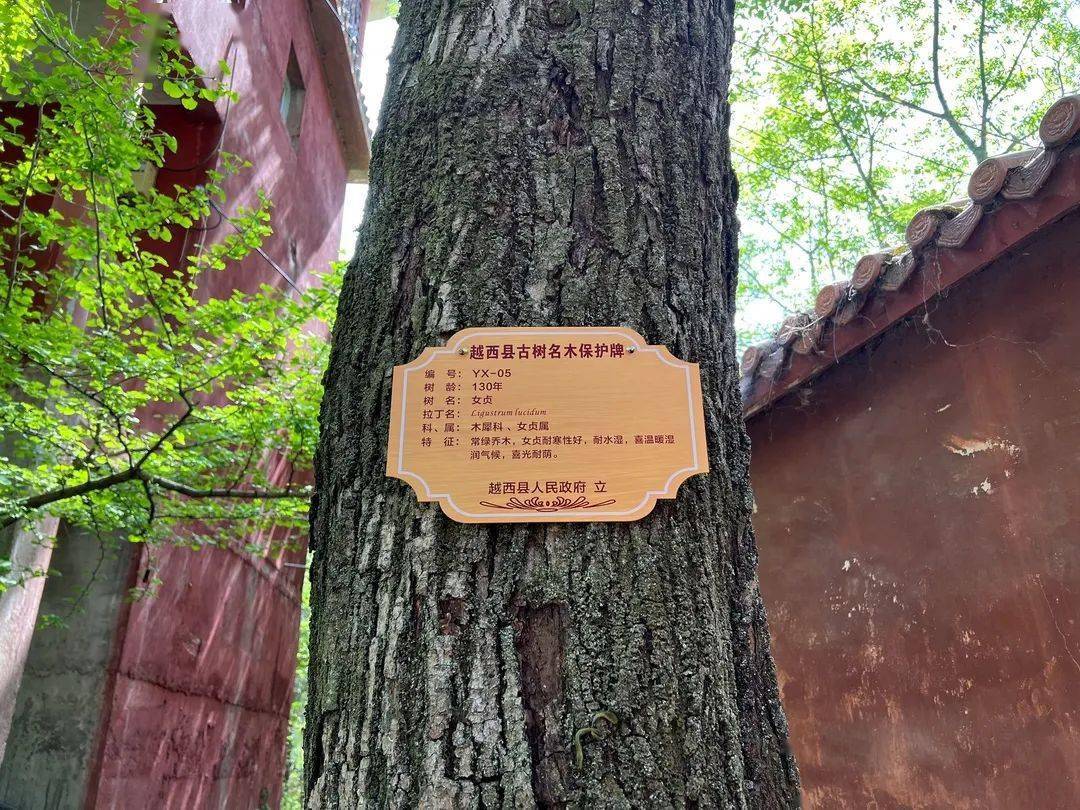 越西县古树名木保护牌
编 号： YX-05
树 龄： 130年
树 名： 女贞
拉丁名： Ligustrum lucidum
科、属： 木犀科 、女贞属
特 征： 常绿乔木，女贞耐寒性好，耐水湿，喜温暖湿
润气候，喜光耐荫。
越西县人民政府 立